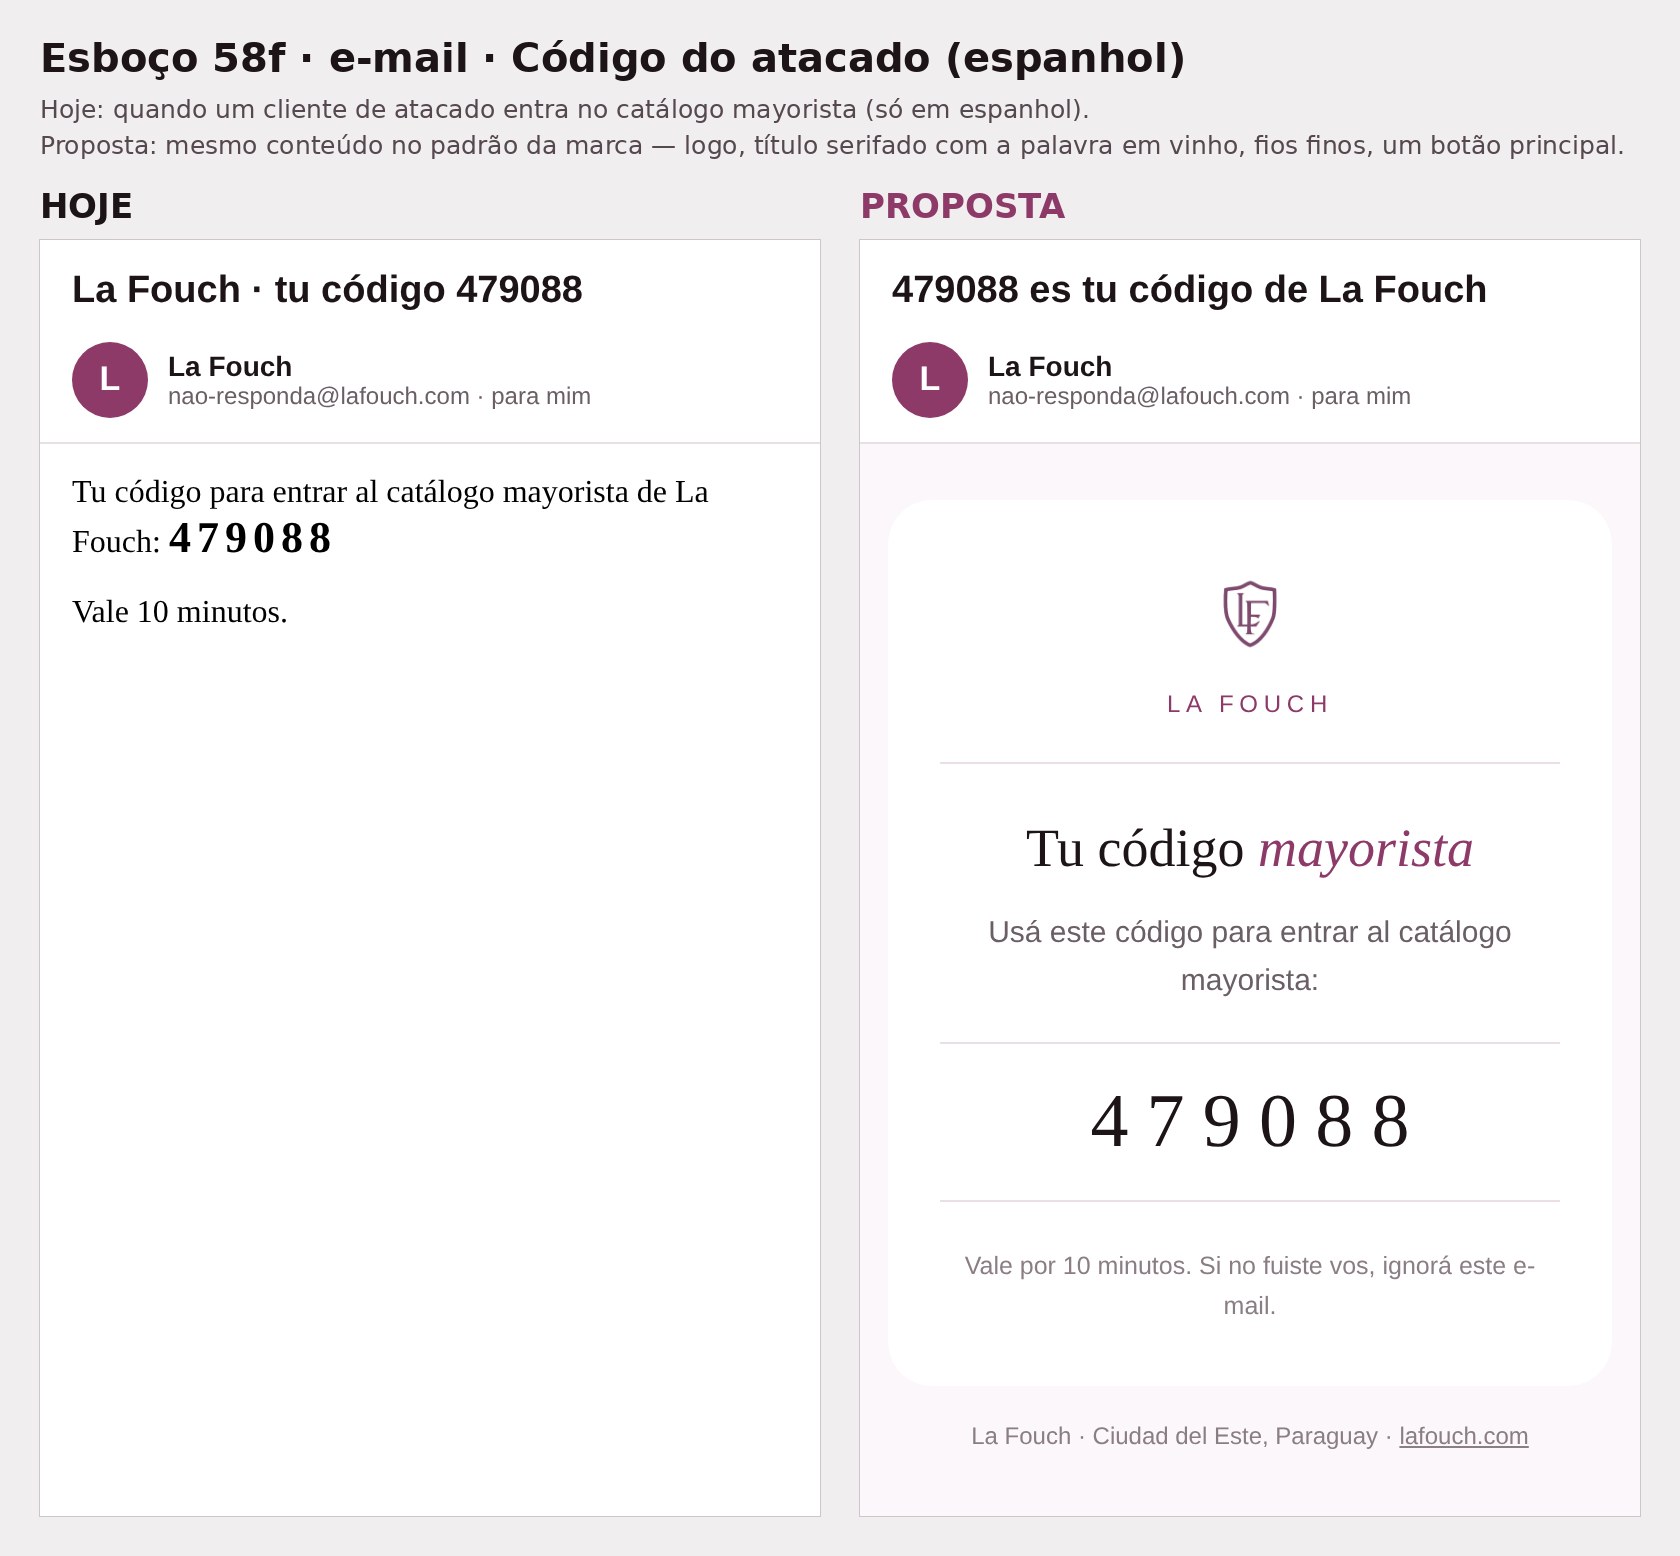 Esboço 58f · e-mail · Código do atacado (espanhol)
Hoje: quando um cliente de atacado entra no catálogo mayorista (só em espanhol).
Proposta: mesmo conteúdo no padrão da marca — logo, título serifado com a palavra em vinho, fios finos, um botão principal.
HOJE
La Fouch · tu código 479088
L
La Fouch
nao-responda@lafouch.com · para mim
Tu código para entrar al catálogo mayorista de La
Fouch: 479088
Vale 10 minutos.
PROPOSTA
479088 es tu código de La Fouch
L
La Fouch
nao-responda@lafouch.com · para mim
LF
LA FOUCH
Tu código mayorista
Usá este código para entrar al catálogo
mayorista:
479088
Vale por 10 minutos. Si no fuiste vos, ignorá este e-
mail.
La Fouch · Ciudad del Este, Paraguay · lafouch.com